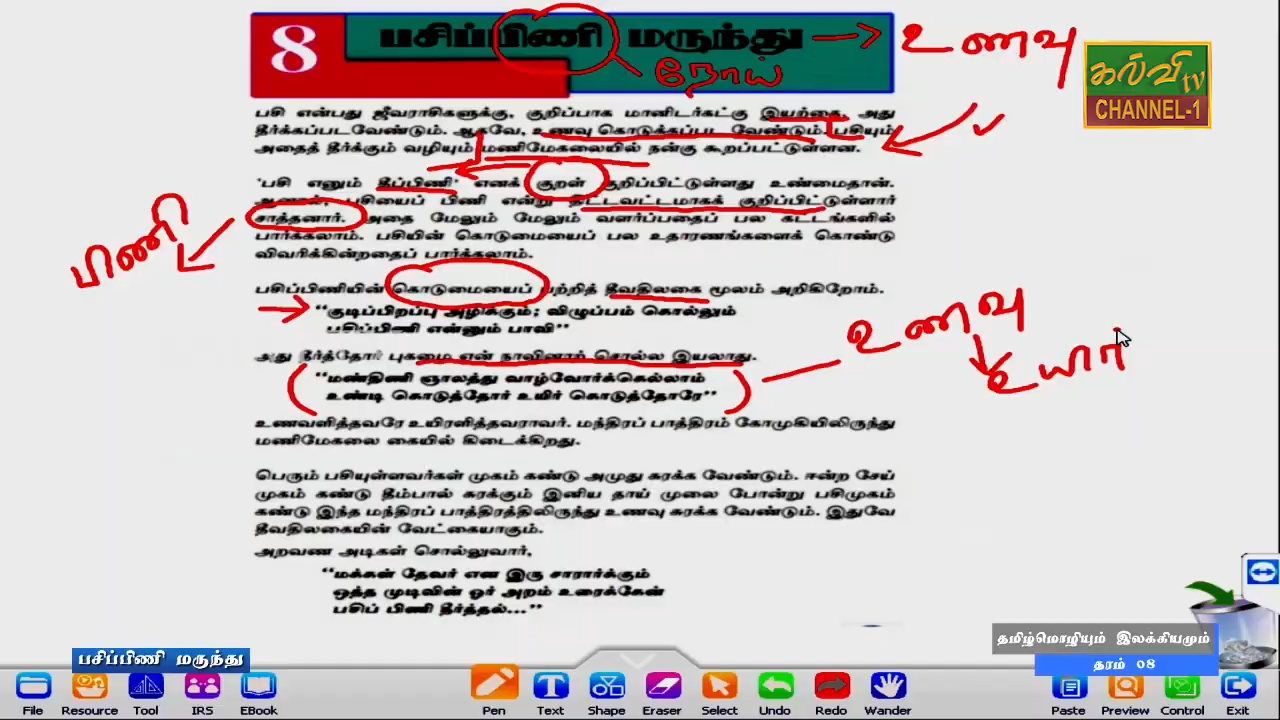 8 பசிப்பிணி மருந்து
உணவு
நோய்
கல்வி tv
CHANNEL-1
பசி என்பது ஜீவராசிகளுக்கு, குறிப்பாக மானிடர்கட்கு இயற்கை, அது
தீர்க்கப்படவேண்டும். ஆகவே, உணவு கொடுக்கப்பட வேண்டும். பசியும்
அதைத் தீர்க்கும் வழியும் மணிமேகலையில் நன்கு கூறப்பட்டுள்ளன.
'பசி எனும் தீப்பிணி' எனக் குறள் குறிப்பிட்டுள்ளது உண்மைதான்.
ஆனால், பசியைப் பிணி என்று திட்டவட்டமாகக் குறிப்பிட்டுள்ளார்
சாத்தனார். அதை மேலும் மேலும் வளர்ப்பதைப் பல கட்டங்களில்
பார்க்கலாம். பசியின் கொடுமையைப் பல உதாரணங்களைக் கொண்டு
விவரிக்கின்றதைப் பார்க்கலாம்.
பிணி
பசிப்பிணியின் கொடுமையைப் பற்றித் தீவதிலகை மூலம் அறிகிறோம்.
"குடிப்பிறப்பு அழிக்கும்; விழுப்பம் கொல்லும்
பசிப்பிணி என்னும் பாவி"
உணவு
அது தீர்த்தோர் புகழை என் நாவினாற் சொல்ல இயலாது.
உயிர்
"மண்திணி ஞாலத்து வாழ்வோர்க்கெல்லாம்
உண்டி கொடுத்தோர் உயிர் கொடுத்தோரே"
உணவளித்தவரே உயிரளித்தவராவர். மந்திரப் பாத்திரம் கோமுகியிலிருந்து
மணிமேகலை கையில் கிடைக்கிறது.
பெரும் பசியுள்ளவர்கள் முகம் கண்டு அமுது சுரக்க வேண்டும். ஈன்ற சேய்
முகம் கண்டு தீம்பால் சுரக்கும் இனிய தாய் முலை போன்று பசிமுகம்
கண்டு இந்த மந்திரப் பாத்திரத்திலிருந்து உணவு சுரக்க வேண்டும். இதுவே
தீவதிலகையின் வேட்கையாகும்.
அறவண அடிகள் சொல்லுவார்,
"மக்கள் தேவர் என இரு சாரார்க்கும்
ஒத்த முடிவின் ஓர் அறம் உரைக்கேன்
பசிப் பிணி தீர்த்தல்..."
தமிழ்மொழியும் இலக்கியமும்
பசிப்பிணி மருந்து
தரம் 08
File Resource Tool IRS EBook Pen Text Shape Eraser Select Undo Redo Wander Paste Preview Control Exit